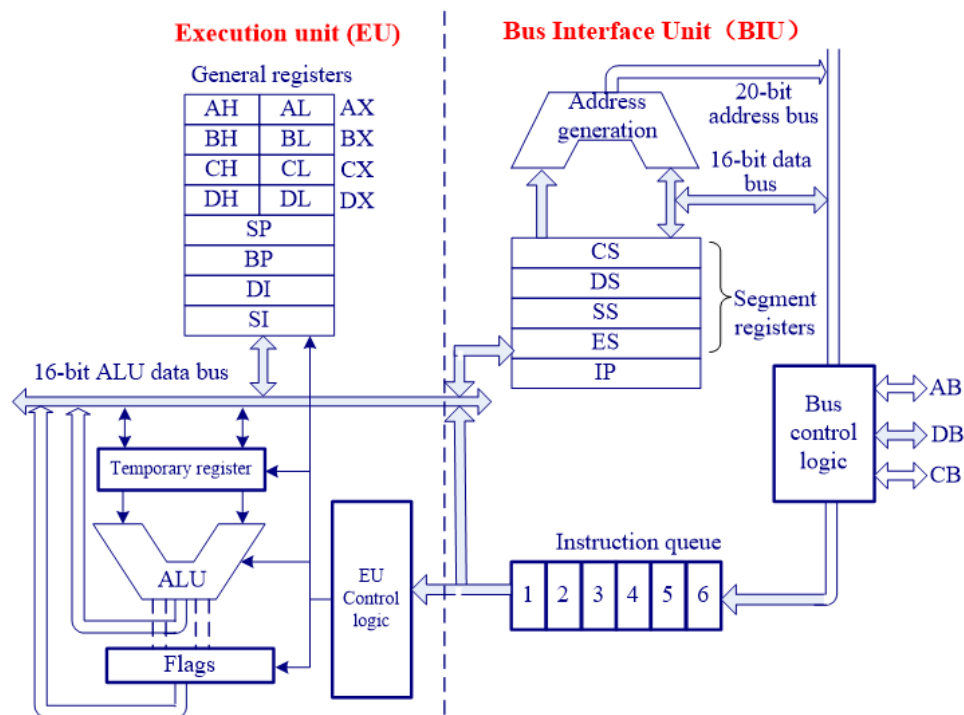 Execution unit (EU)
General registers
AH AL AX
BH BL BX
CH CL CX
DH DL DX
SP
BP
DI
SI
16-bit ALU data bus
Temporary register
ALU
Flags
EU
Control
logic
Bus Interface Unit（BIU）
Address
generation
20-bit
address bus
16-bit data
bus
CS
DS
SS
ES
IP
Segment
registers
Bus
control
logic
AB
DB
CB
Instruction queue
1 2 3 4 5 6